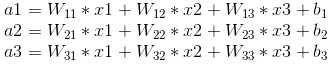 a1 = W₁₁ * x1 + W₁₂ * x2 + W₁₃ * x3 + b₁
a2 = W₂₁ * x1 + W₂₂ * x2 + W₂₃ * x3 + b₂
a3 = W₃₁ * x1 + W₃₂ * x2 + W₃₃ * x3 + b₃